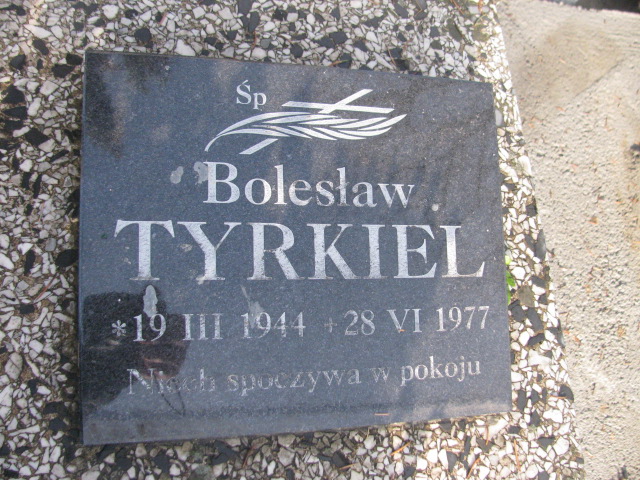 Śp
Bolesław
TYRKIEL
*19 III 1944 +28 VI 1977
Niech spoczywa w pokoju